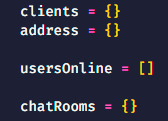 clients = {}
address = {}
usersOnline = []
chatRooms = {}